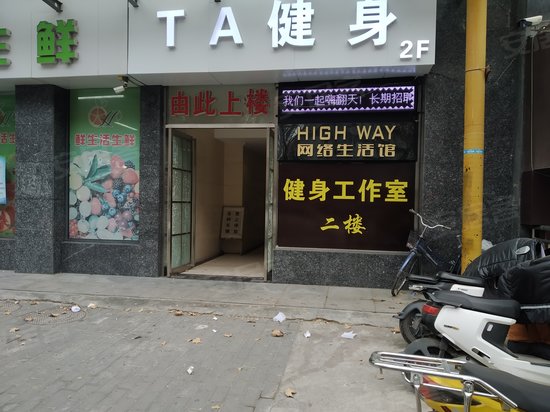 生鲜
TA健身
2F
由此上楼
我们一起嗨翻天广长期招聘
HIGH WAY
网络生活馆
健身工作室
二楼
鲜生活生鲜